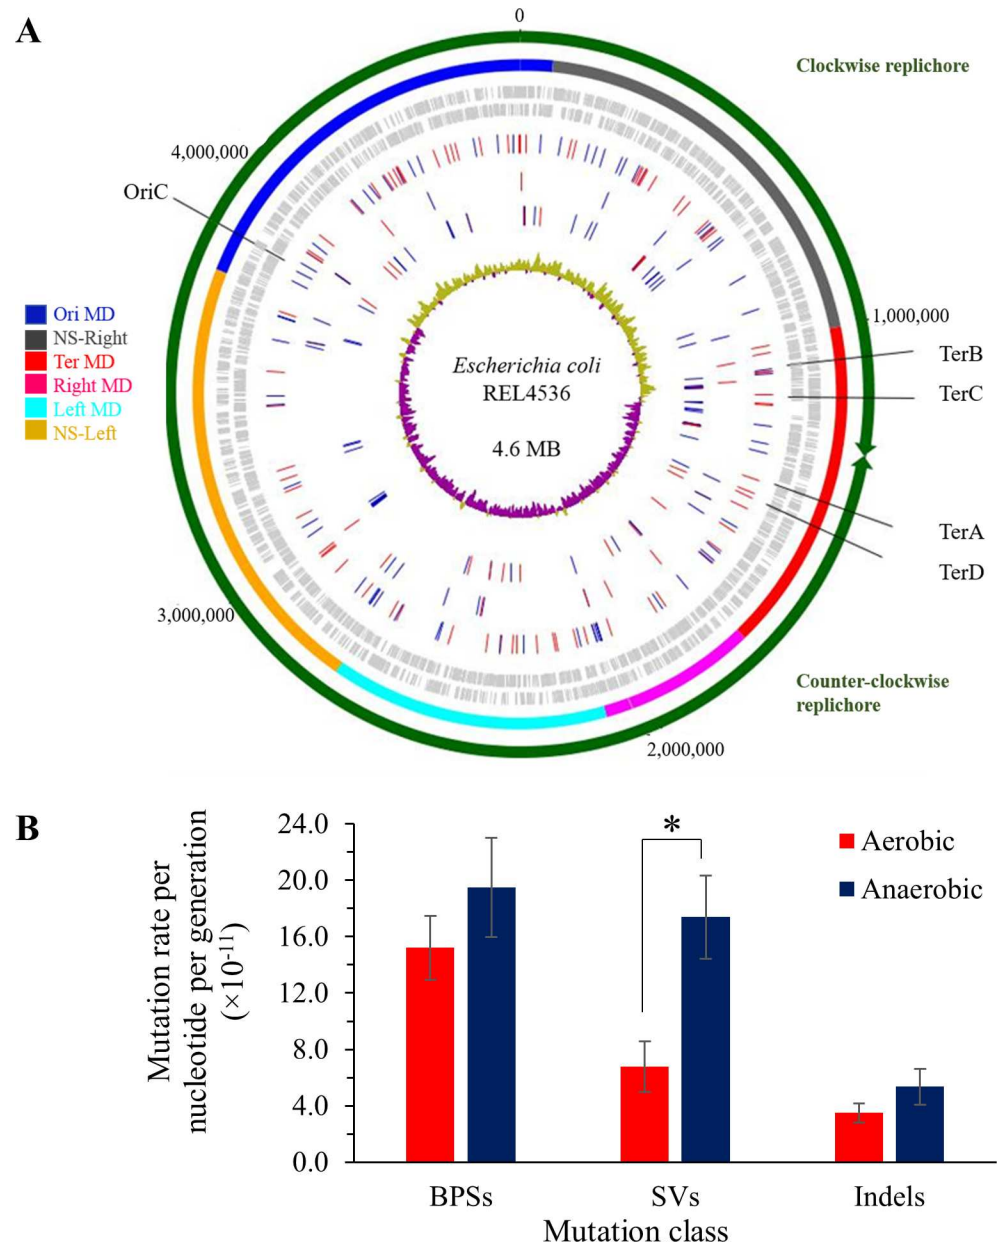 A
0
Clockwise replichore
4,000,000
OriC
Ori MD
NS-Right
Ter MD
Right MD
Left MD
NS-Left
1,000,000
TerB
TerC
Escherichia coli
REL4536
4.6 MB
TerA
TerD
3,000,000
Counter-clockwise
replichore
2,000,000
B
Mutation rate per
nucleotide per generation
(×10-11)
24.0
20.0
16.0
12.0
8.0
4.0
0.0
*
Aerobic
Anaerobic
BPSs
SVs
Indels
Mutation class